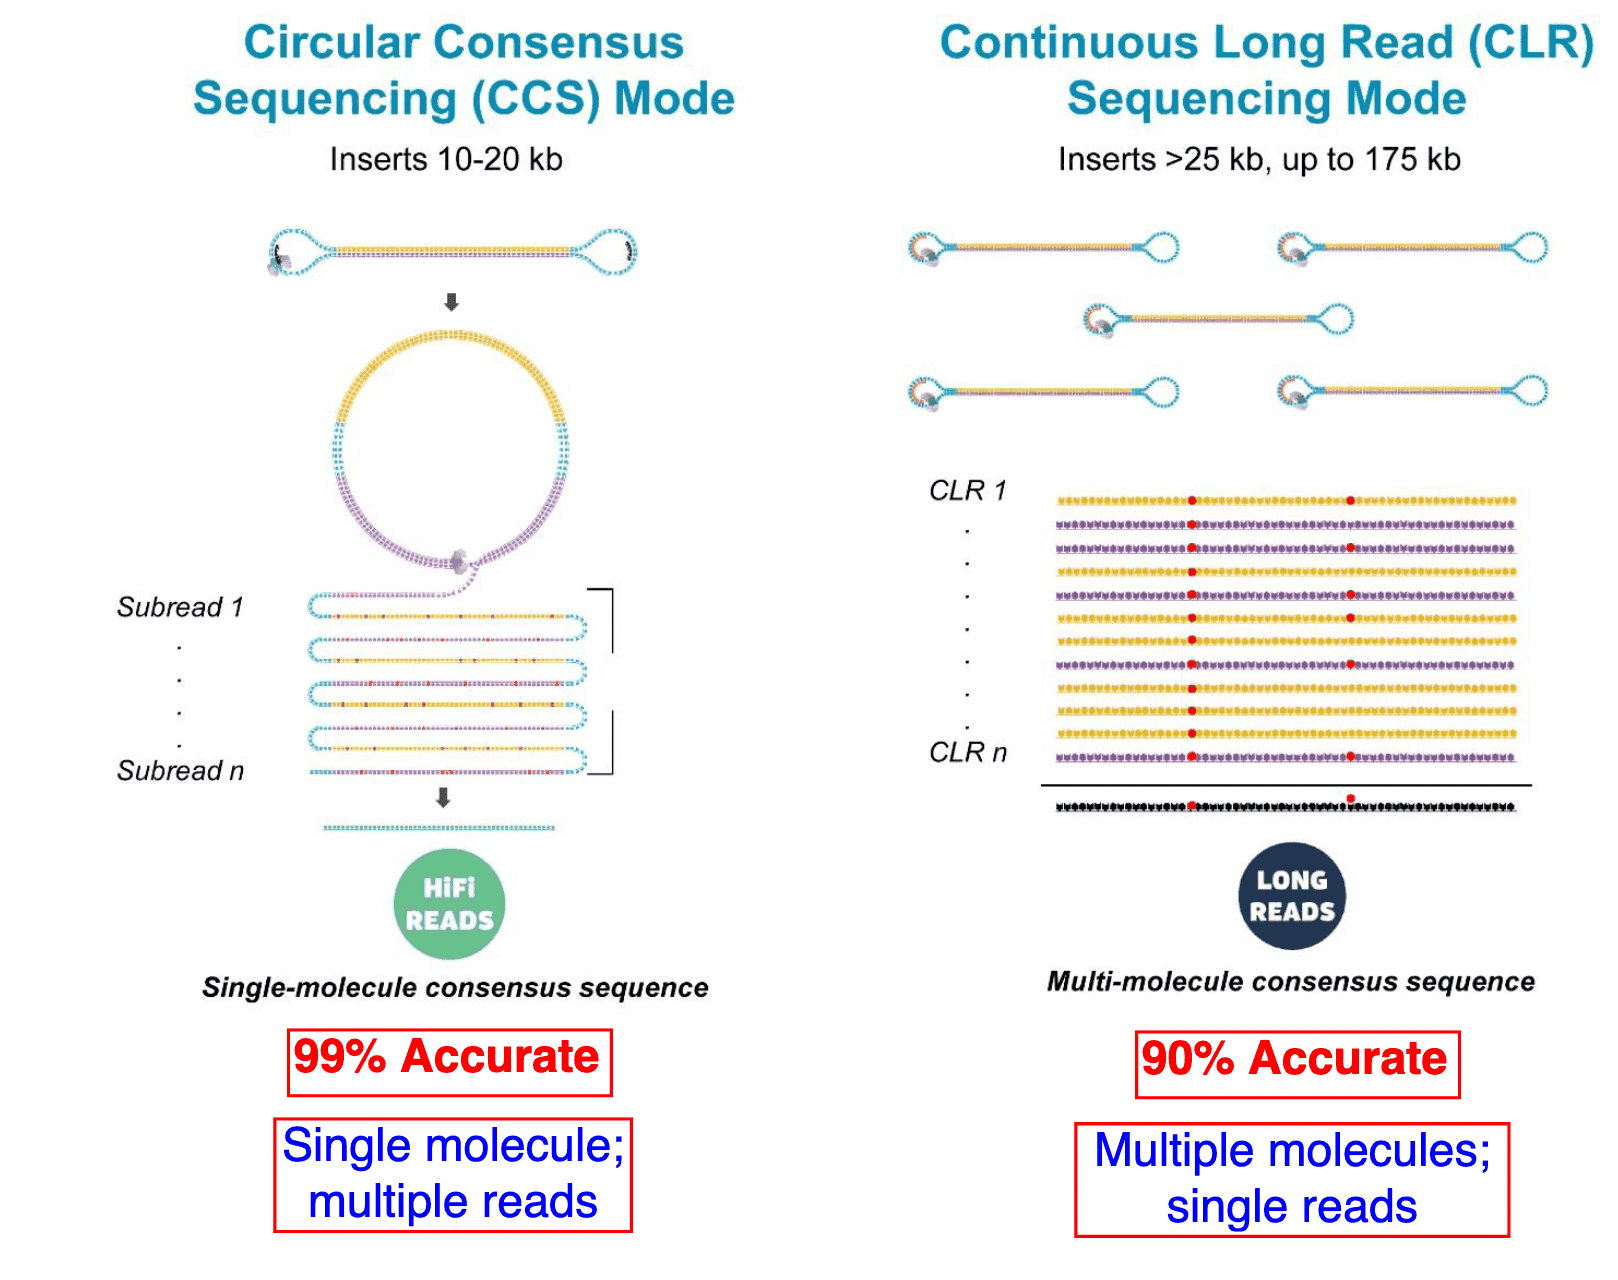 Circular Consensus
Sequencing (CCS) Mode
Inserts 10-20 kb
Subread 1
.
.
.
.
Subread n
HiFi
READS
Single-molecule consensus sequence
99% Accurate
Single molecule;
multiple reads
Continuous Long Read (CLR)
Sequencing Mode
Inserts >25 kb, up to 175 kb
CLR 1
.
.
.
.
.
.
.
CLR n
LONG
READS
Multi-molecule consensus sequence
90% Accurate
Multiple molecules;
single reads